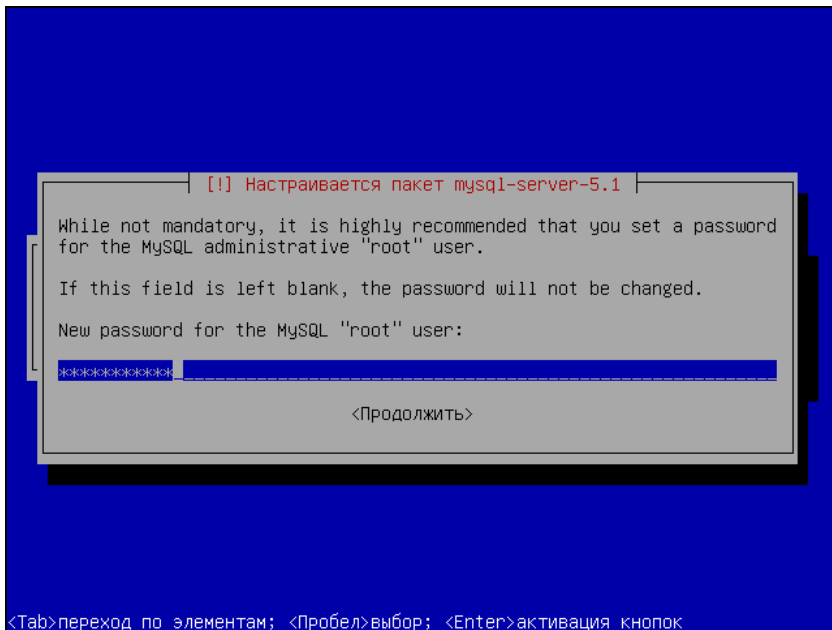 [!] Настраивается пакет mysql-server-5.1
While not mandatory, it is highly recommended that you set a password
for the MySQL administrative "root" user.
If this field is left blank, the password will not be changed.
New password for the MySQL "root" user:
***********
<Продолжить>
<Tab>переход по элементам; <Пробел>выбор; <Enter>активация кнопок